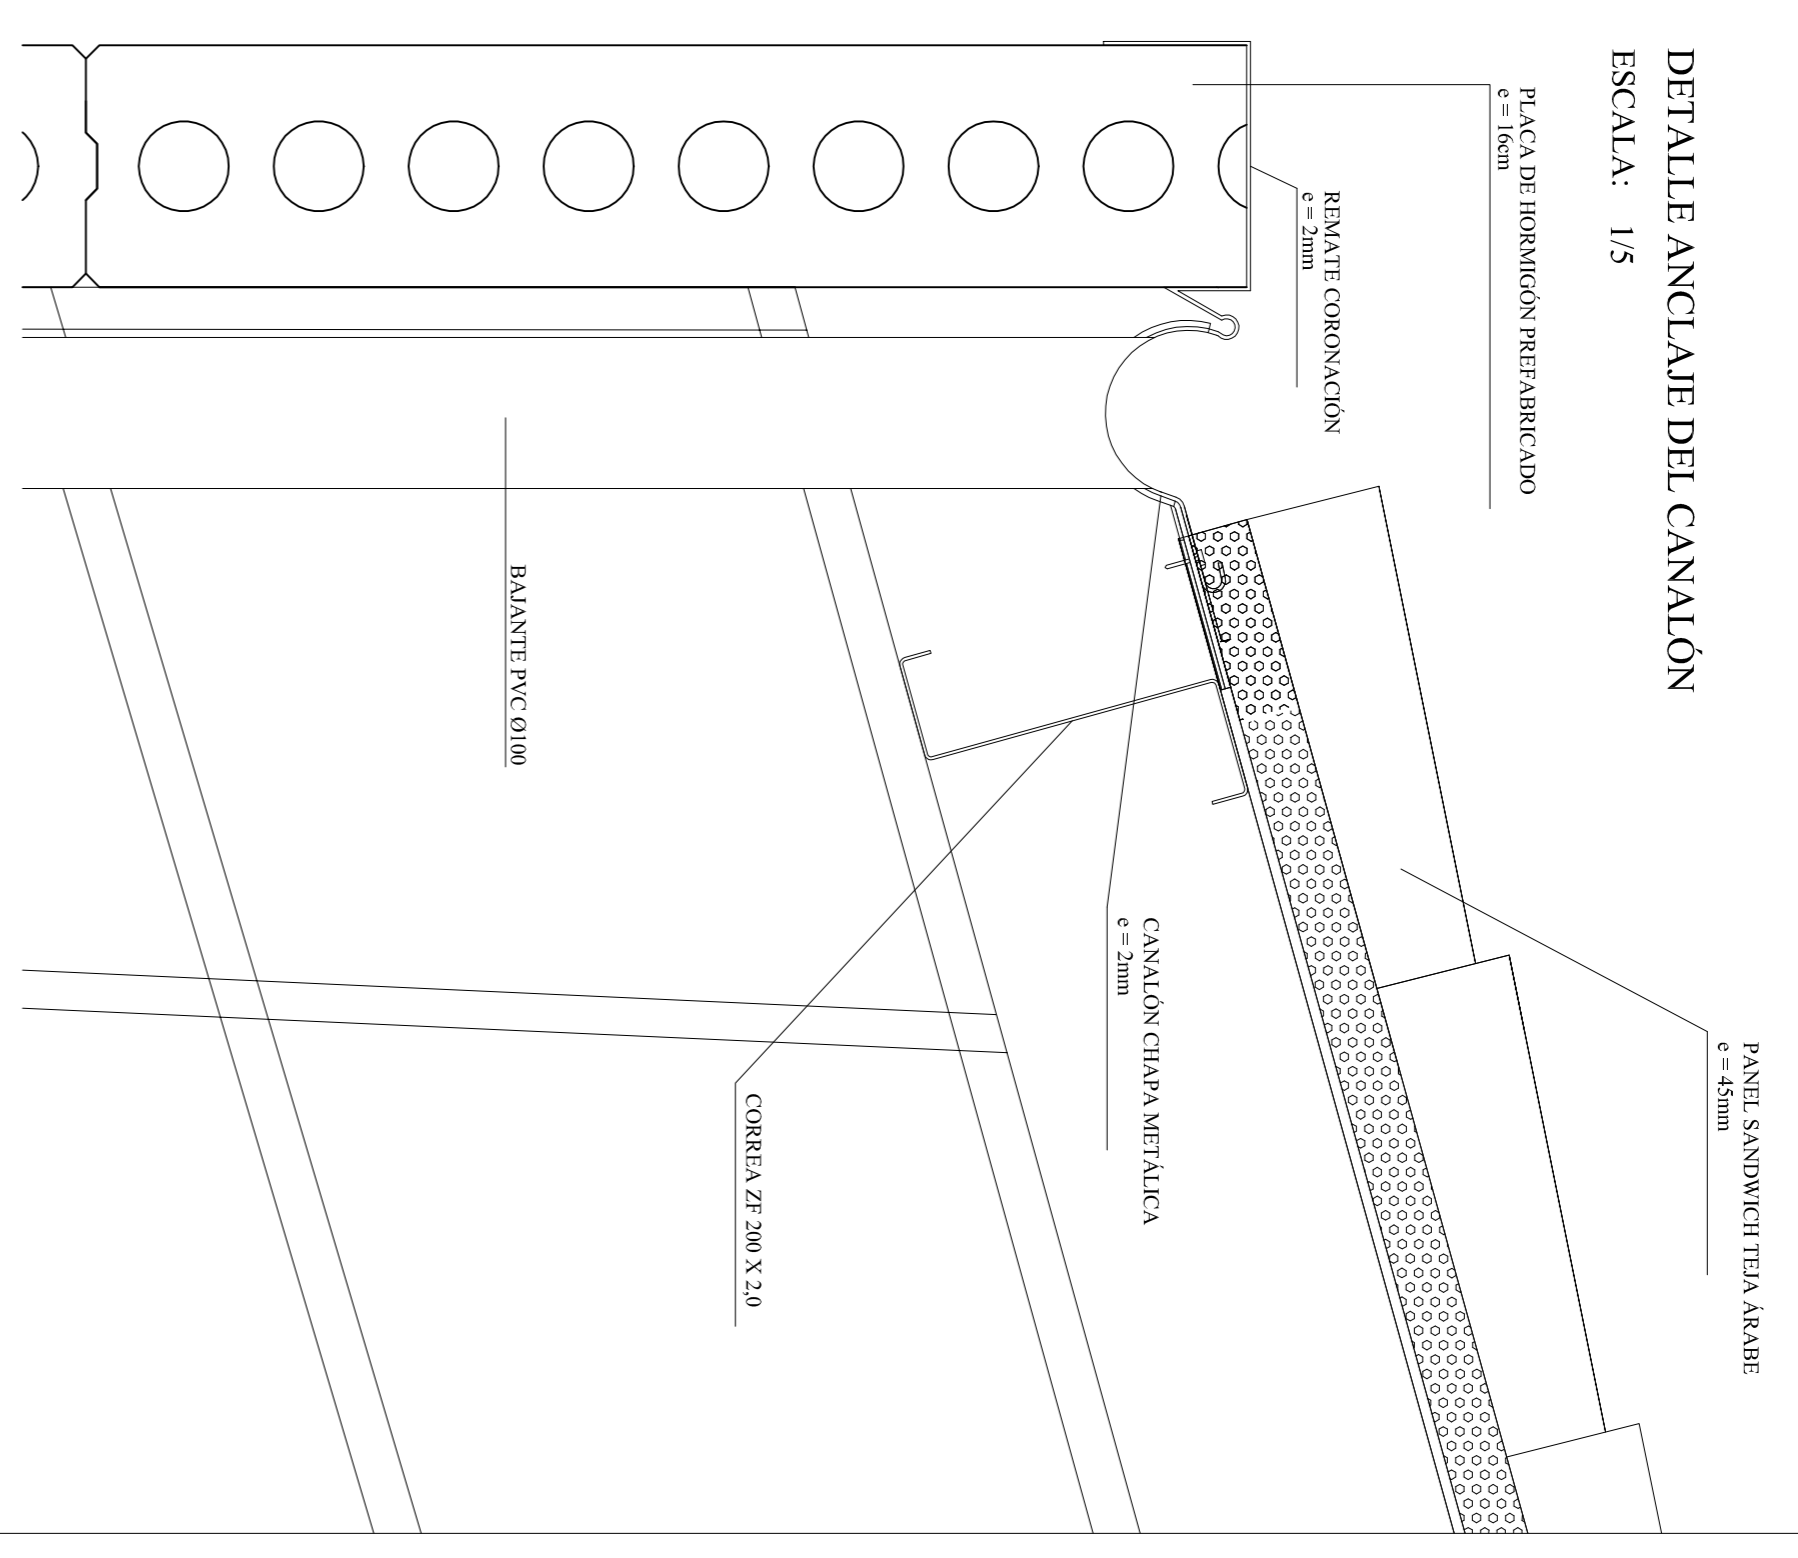 DETALLE ANCLAJE DEL CANALÓN
ESCALA: 1/5
PLACA DE HORMIGÓN PREFABRICADO
e = 16cm
REMATE CORONACIÓN
e = 2mm
PANEL SANDWICH TEJA ÁRABE
e = 45mm
CANALÓN CHAPA METÁLICA
e = 2mm
CORREA ZF 200 X 2,0
BAJANTE PVC Ø100